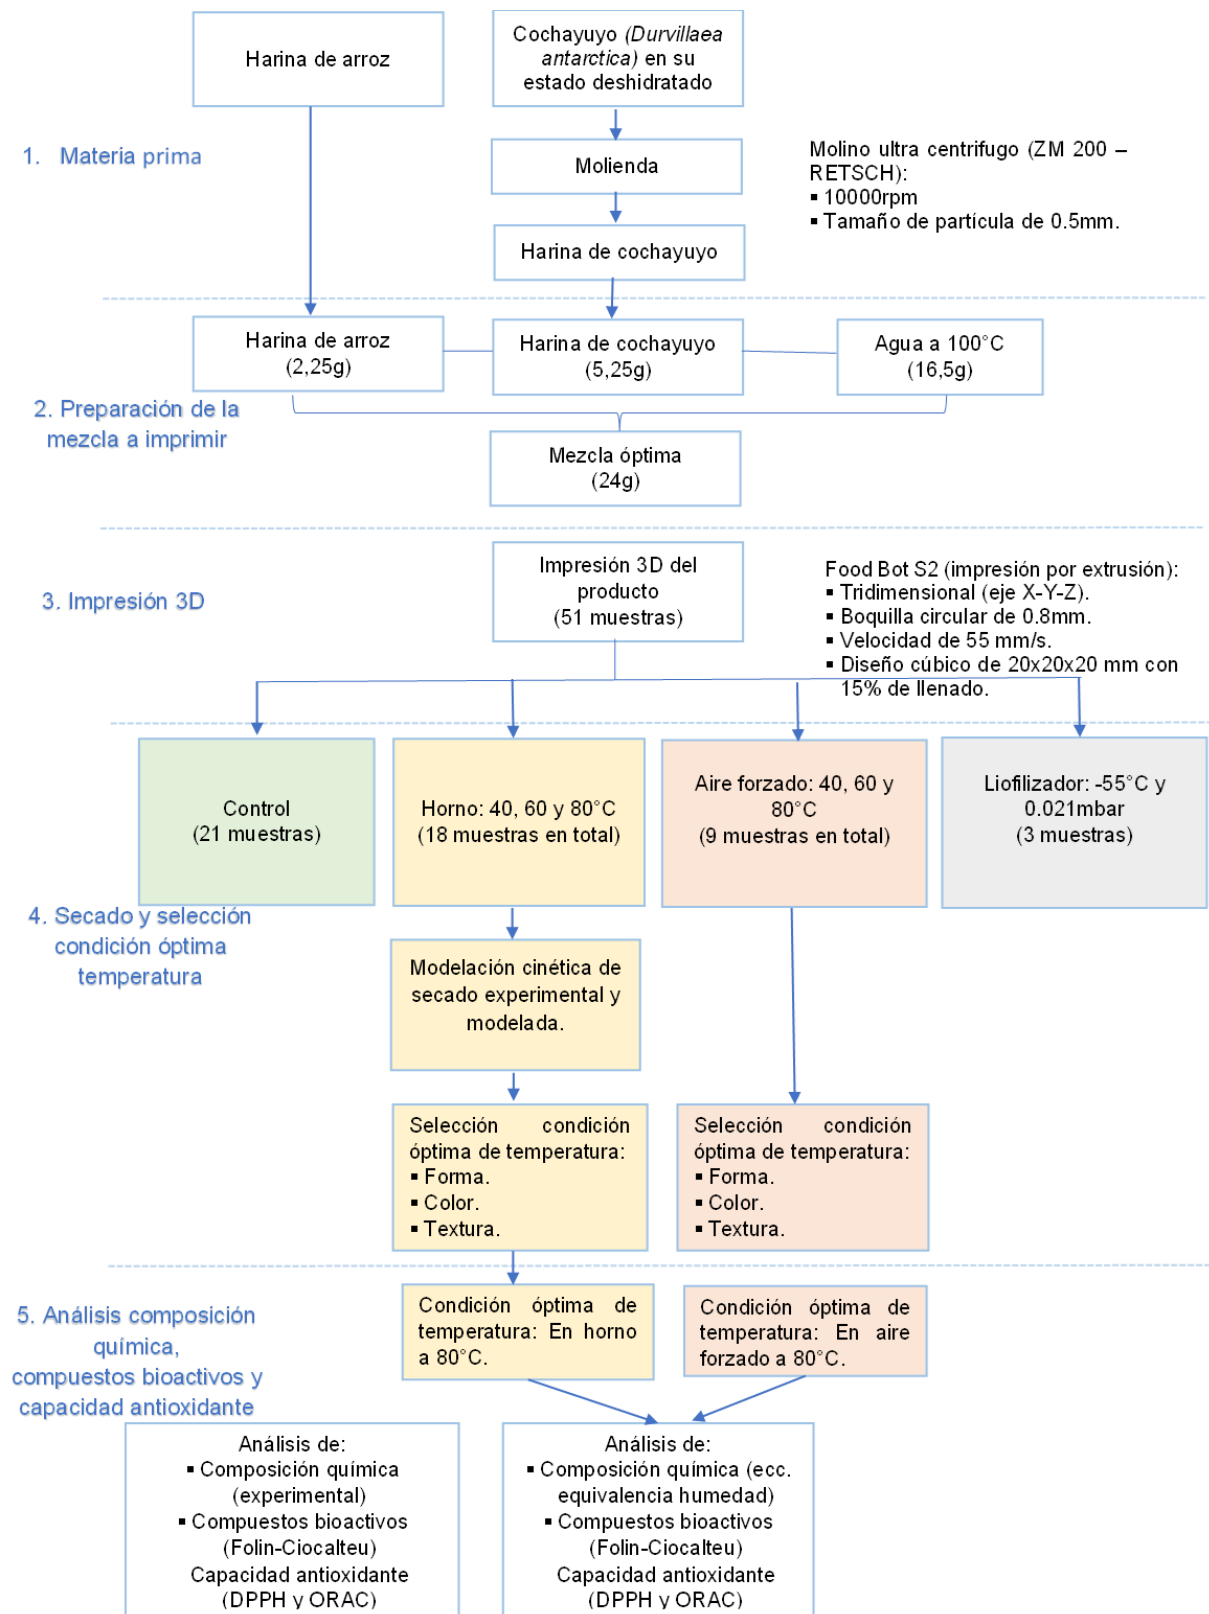 Harina de arroz
Cochayuyo (Durvillaea
antarctica) en su
estado deshidratado
1. Materia prima
Molienda
Molino ultra centrifugo (ZM 200 –
RETSCH):
▪ 10000rpm
▪ Tamaño de partícula de 0.5mm.
Harina de cochayuyo
Harina de arroz
(2,25g)
Harina de cochayuyo
(5,25g)
Agua a 100°C
(16,5g)
2. Preparación de la
mezcla a imprimir
Mezcla óptima
(24g)
3. Impresión 3D
Impresión 3D del
producto
(51 muestras)
Food Bot S2 (impresión por extrusión):
▪ Tridimensional (eje X-Y-Z).
▪ Boquilla circular de 0.8mm.
▪ Velocidad de 55 mm/s.
▪ Diseño cúbico de 20x20x20 mm con
15% de llenado.
Control
(21 muestras)
Horno: 40, 60 y 80°C
(18 muestras en total)
Aire forzado: 40, 60 y
80°C
(9 muestras en total)
Liofilizador: -55°C y
0.021mbar
(3 muestras)
4. Secado y selección
condición óptima
temperatura
Modelación cinética de
secado experimental y
modelada.
Selección condición
óptima de temperatura:
▪ Forma.
▪ Color.
▪ Textura.
Selección condición
óptima de temperatura:
▪ Forma.
▪ Color.
▪ Textura.
5. Análisis composición
química,
compuestos bioactivos y
capacidad antioxidante
Condición óptima de
temperatura: En horno
a 80°C.
Condición óptima de
temperatura: En aire
forzado a 80°C.
Análisis de:
▪ Composición química
(experimental)
▪ Compuestos bioactivos
(Folin-Ciocalteu)
Capacidad antioxidante
(DPPH y ORAC)
Análisis de:
▪ Composición química (ecc.
equivalencia humedad)
▪ Compuestos bioactivos
(Folin-Ciocalteu)
Capacidad antioxidante
(DPPH y ORAC)